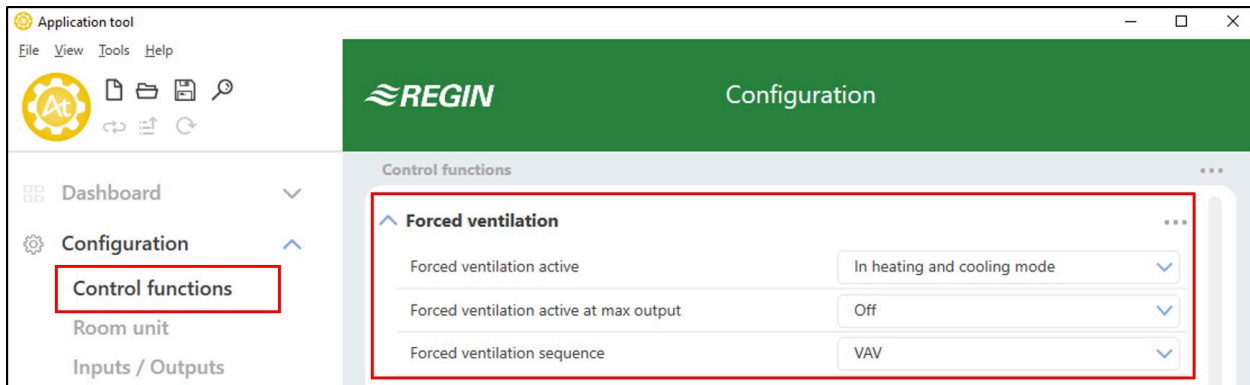 Application tool
File View Tools Help
At
REGIN
Configuration
Dashboard
Configuration
Control functions
Room unit
Inputs / Outputs
Control functions
Forced ventilation
Forced ventilation active In heating and cooling mode
Forced ventilation active at max output Off
Forced ventilation sequence VAV